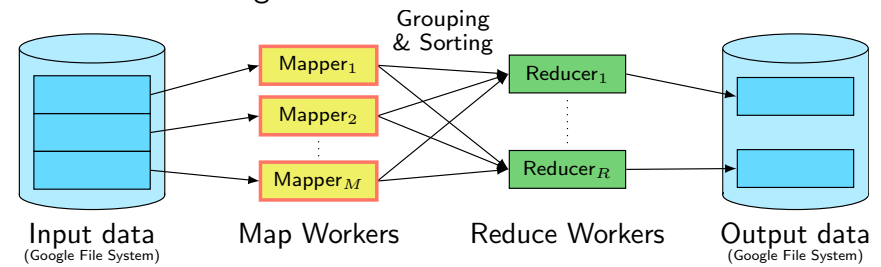 Grouping
& Sorting
Mapper₁
Mapper₂
Mapper_M
Reducer₁
Reducer_R
Input data
(Google File System)
Map Workers
Reduce Workers
Output data
(Google File System)